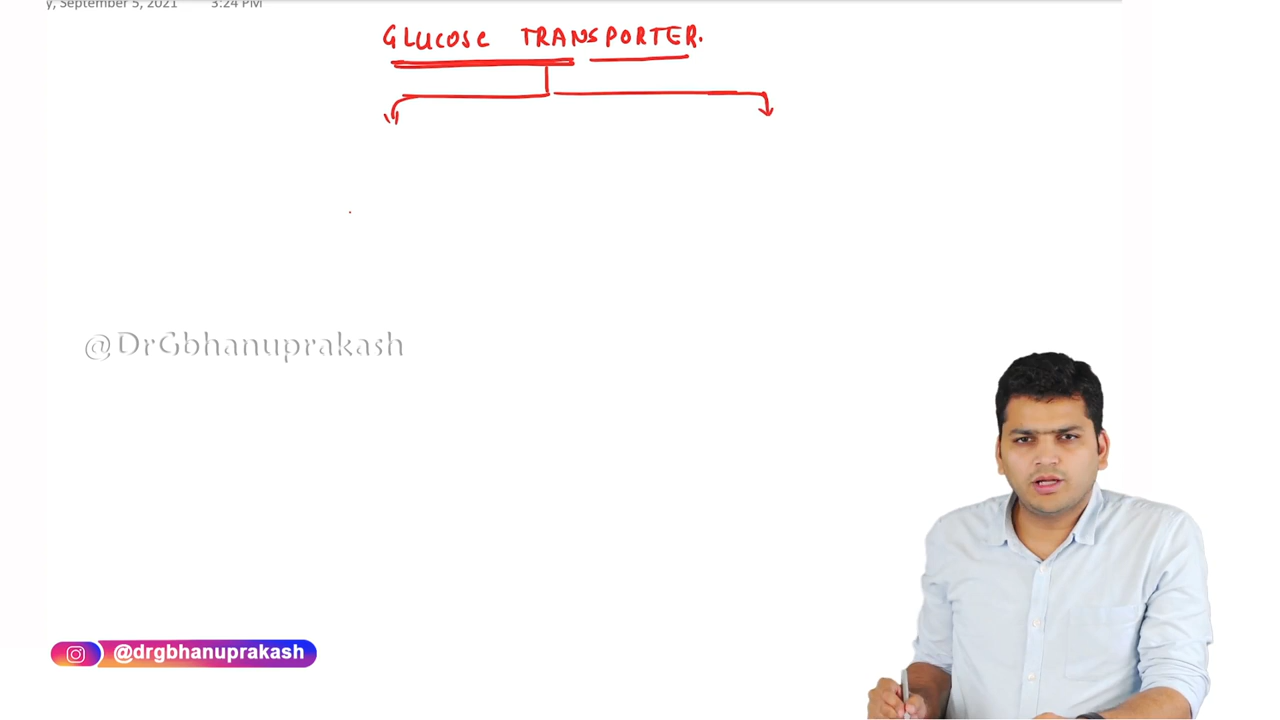 y, September 5, 2021 3:24 PM
GLUCOSE TRANSPORTER.
@DrGbhanuprakash
@drgbhanuprakash